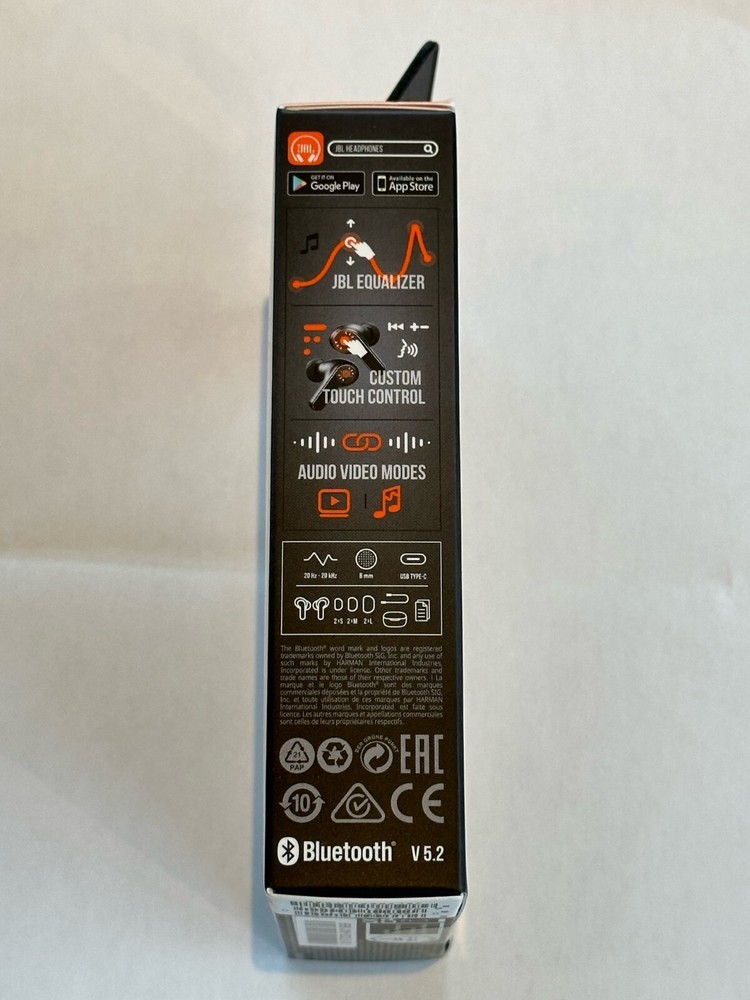 JBL
JBL HEADPHONES
GET IT ON
Google Play
Available on the
App Store
JBL EQUALIZER
CUSTOM
TOUCH CONTROL
AUDIO VIDEO MODES
20 Hz - 20 kHz
8 mm
USB TYPE-C
2×S
2×M
2×L
The Bluetooth® word mark and logos are registered
trademarks owned by Bluetooth SIG, Inc. and any use of
such marks by HARMAN International Industries,
Incorporated is under license. Other trademarks and
trade names are those of their respective owners. | La
marque et le logo Bluetooth® sont des marques
commerciales déposées et la propriété de Bluetooth SIG,
Inc. et toute utilisation de ces marques par HARMAN
International Industries, Incorporated, est faite sous
licence. Les autres marques et appellations commerciales
sont celles de leurs propriétaires respectifs.
21
PAP
DER GRÜNE PUNKT
EAC
10
CE
Bluetooth®
V 5.2